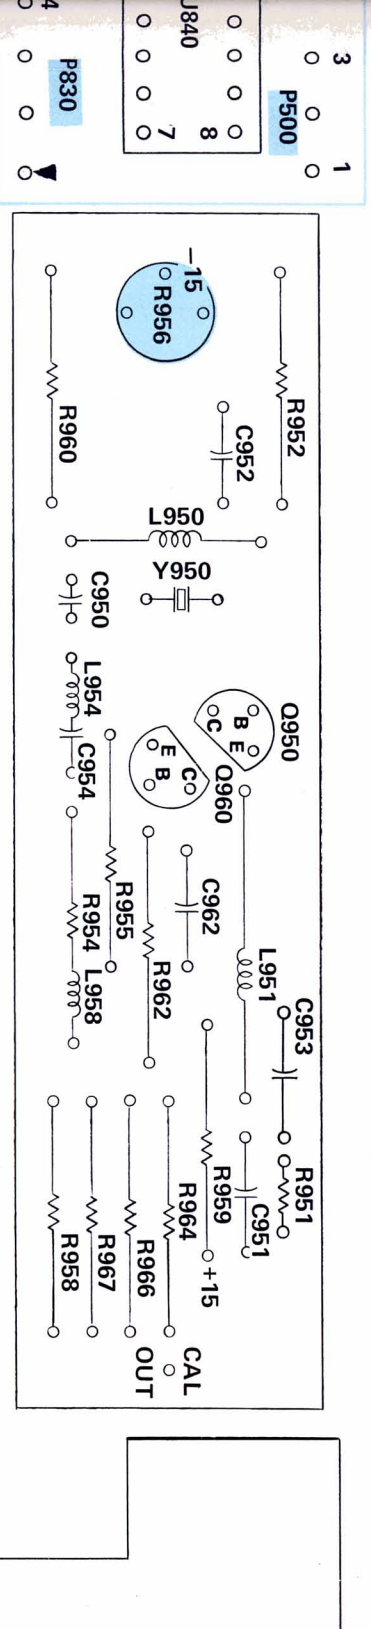 4
J840
3
P830
P500
7
8
1
-15
R956
R960
C952
R952
L950
Y950
C950
L954
C954
Q950
B
C
E
Q960
E
B
C
R955
C962
R954
L958
R962
L951
C953
R951
C951
R959
+15
R964
R966
R967
R958
CAL
OUT